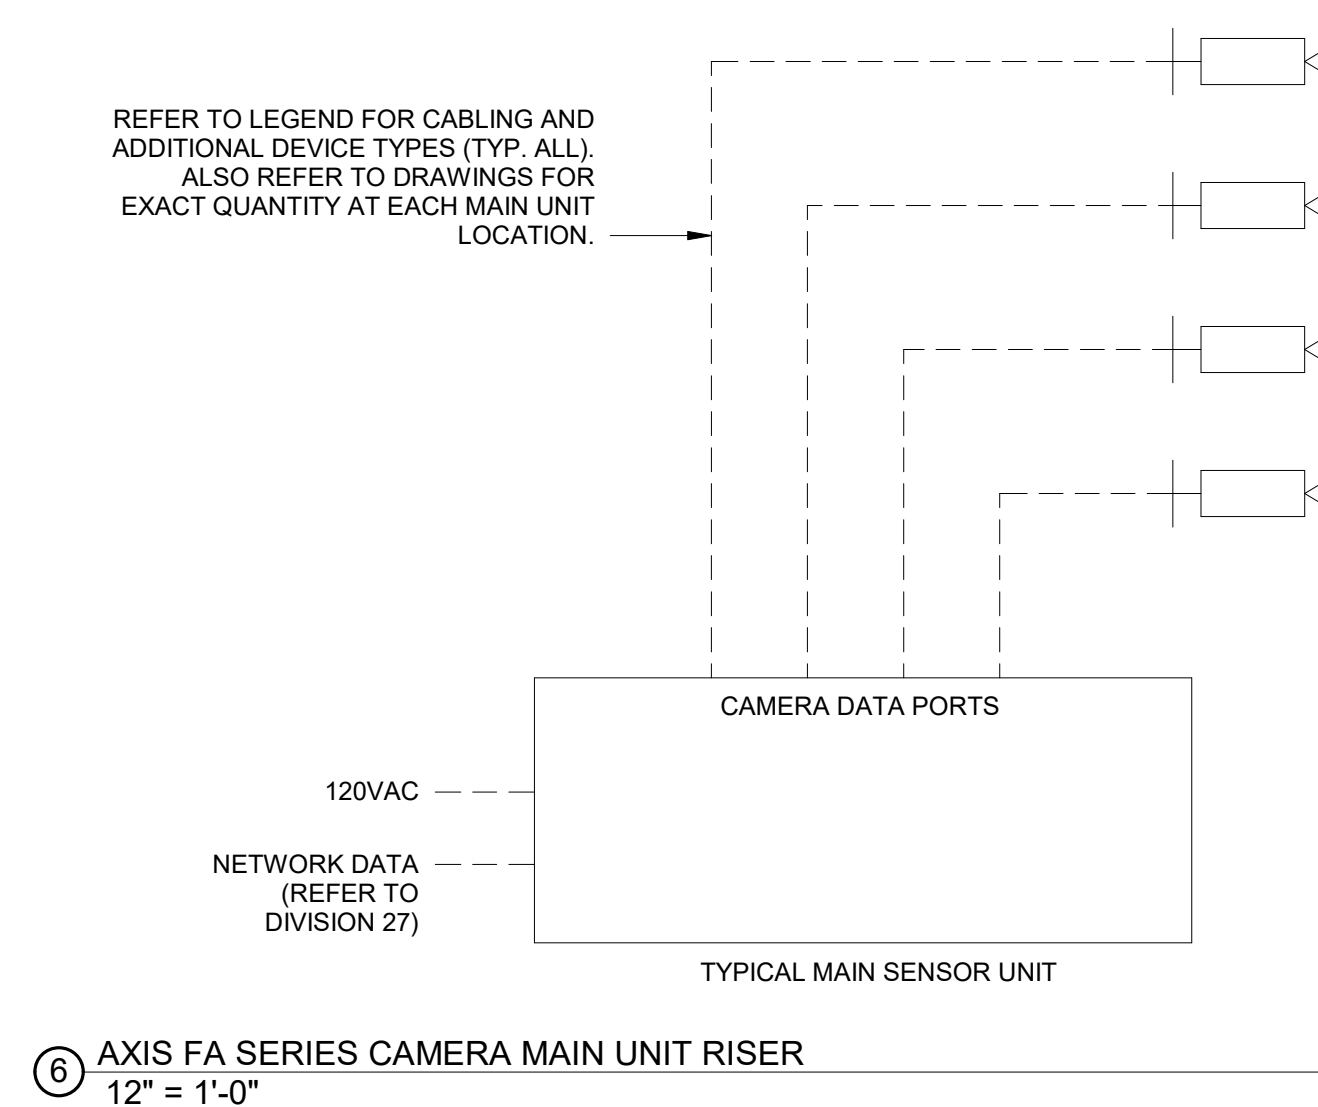 REFER TO LEGEND FOR CABLING AND
ADDITIONAL DEVICE TYPES (TYP. ALL).
ALSO REFER TO DRAWINGS FOR
EXACT QUANTITY AT EACH MAIN UNIT
LOCATION.
CAMERA DATA PORTS
120VAC
NETWORK DATA
(REFER TO
DIVISION 27)
TYPICAL MAIN SENSOR UNIT
6
AXIS FA SERIES CAMERA MAIN UNIT RISER
12" = 1'-0"